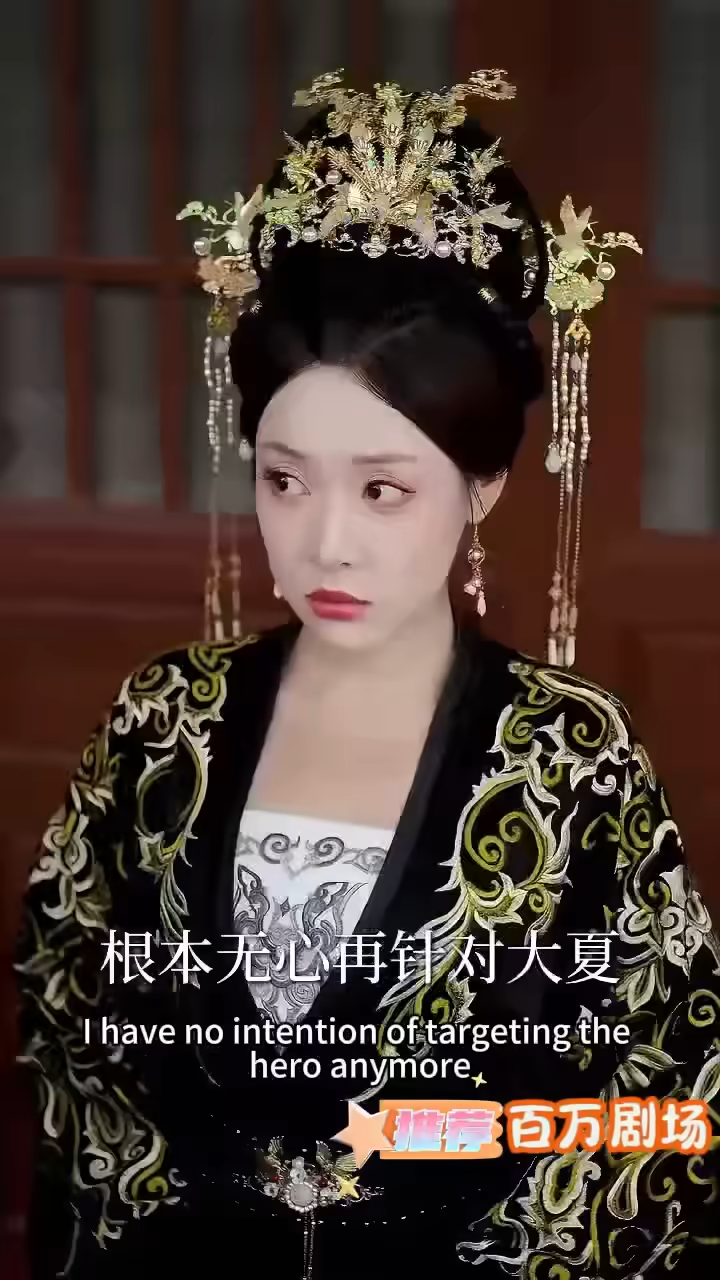 根本无心再针对大夏
I have no intention of targeting the
hero anymore
推荐 百万剧场